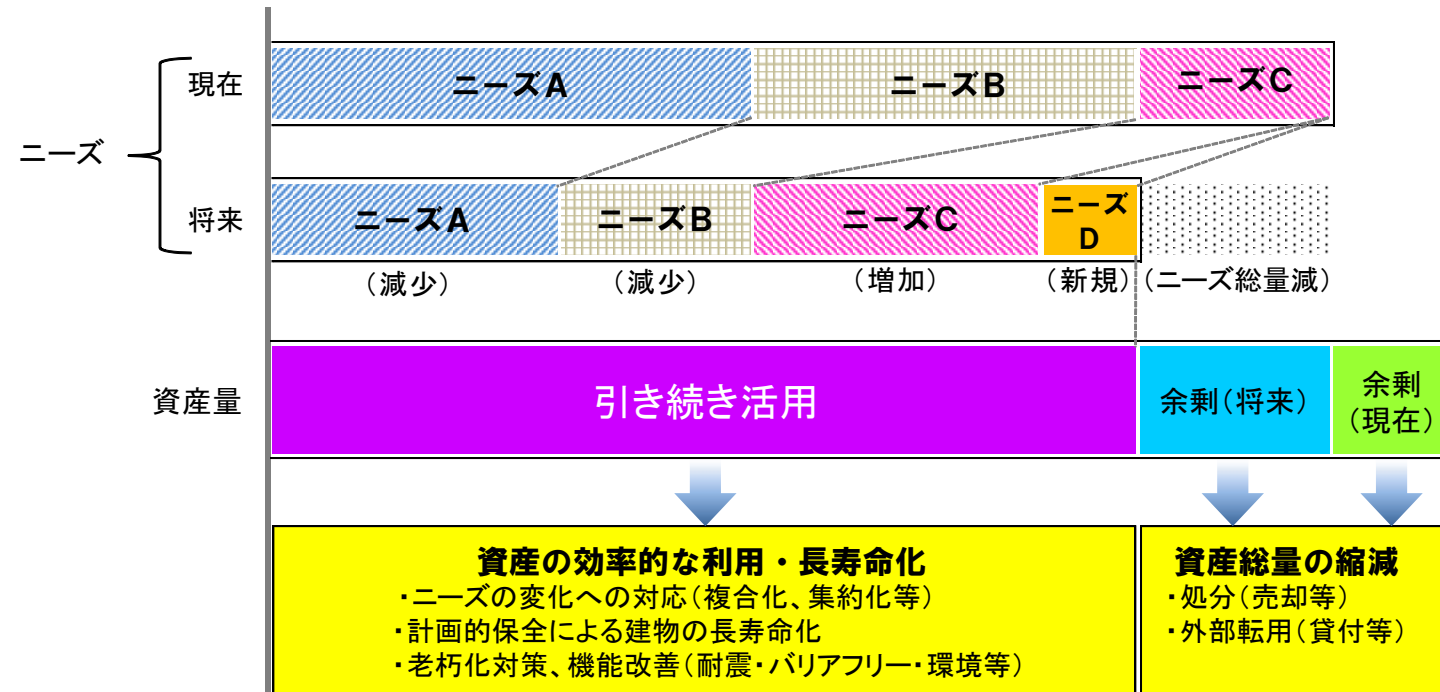 ニーズ
現在
ニーズA
ニーズB
ニーズC
将来
ニーズA
ニーズB
ニーズC
ニーズ
D
（減少）
（減少）
（増加）
（新規）
（ニーズ総量減）
資産量
引き続き活用
余剰（将来）
余剰
（現在）
資産の効率的な利用・長寿命化
・ニーズの変化への対応（複合化、集約化等）
・計画的保全による建物の長寿命化
・老朽化対策、機能改善（耐震・バリアフリー・環境等）
資産総量の縮減
・処分（売却等）
・外部転用（貸付等）